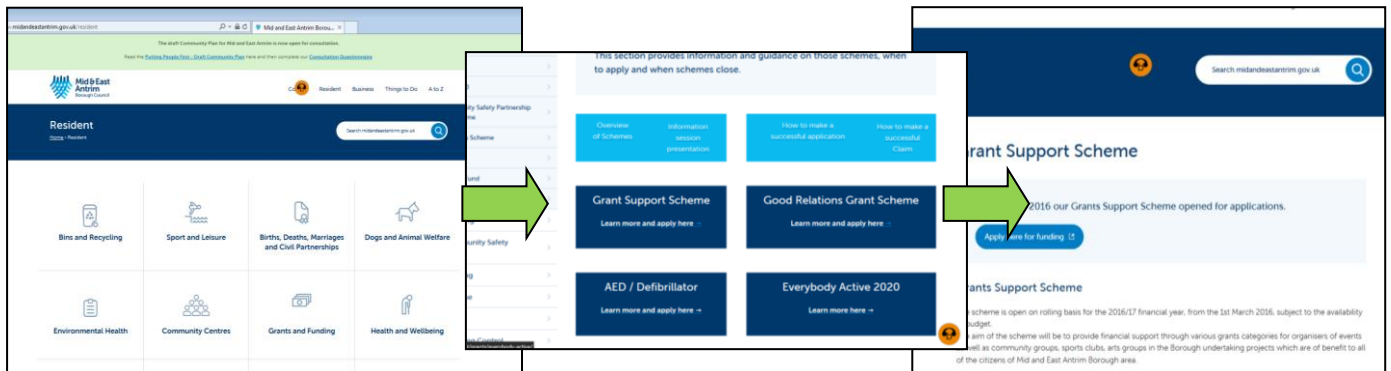 midandeastantrim.gov.uk/resident
Mid and East Antrim Borou...
The draft Community Plan for Mid and East Antrim is now open for consultation.
Read the Putting People First - Draft Community Plan here and then complete our Consultation Questionnaire
Mid & East
Antrim
Borough Council
Resident
Business
Things to Do
A to Z
Resident
Home › Resident
Search midandeastantrim.gov.uk
Bins and Recycling
Sport and Leisure
Births, Deaths, Marriages
and Civil Partnerships
Dogs and Animal Welfare
Environmental Health
Community Centres
Grants and Funding
Health and Wellbeing
This section provides information and guidance on those schemes, when
to apply and when schemes close.
Safety Partnership
Scheme
Safety
Overview
of Schemes
Information
session
presentation
How to make a
successful application
How to make a
successful
Claim
Grant Support Scheme
Learn more and apply here →
Good Relations Grant Scheme
Learn more and apply here →
AED / Defibrillator
Learn more and apply here →
Everybody Active 2020
Learn more here →
Search midandeastantrim.gov.uk
Grant Support Scheme
2016 our Grants Support Scheme opened for applications.
Apply here for funding
Grants Support Scheme
scheme is open on rolling basis for the 2016/17 financial year, from the 1st March 2016, subject to the availability
budget.
aim of the scheme will be to provide financial support through various grants categories for organisers of events
well as community groups, sports clubs, arts groups in the Borough undertaking projects which are of benefit to all
of the citizens of Mid and East Antrim Borough area.